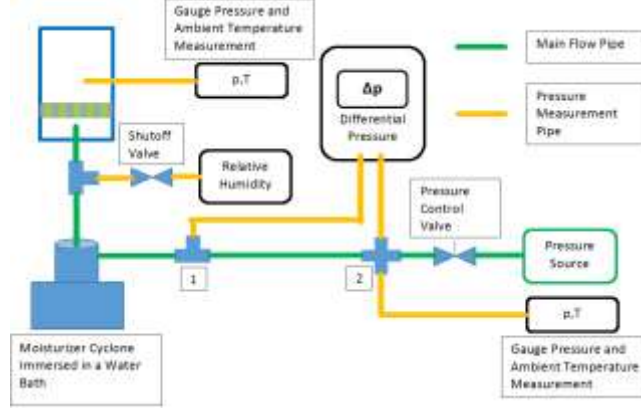 Gauge Pressure and
Ambient Temperature
Measurement
p,T
Δp
Differential
Pressure
Main Flow Pipe
Pressure
Measurement
Pipe
Shutoff
Valve
Relative
Humidity
Pressure
Control
Valve
Pressure
Source
1
2
p,T
Moisturizer Cyclone
Immersed in a Water
Bath
Gauge Pressure and
Ambient Temperature
Measurement